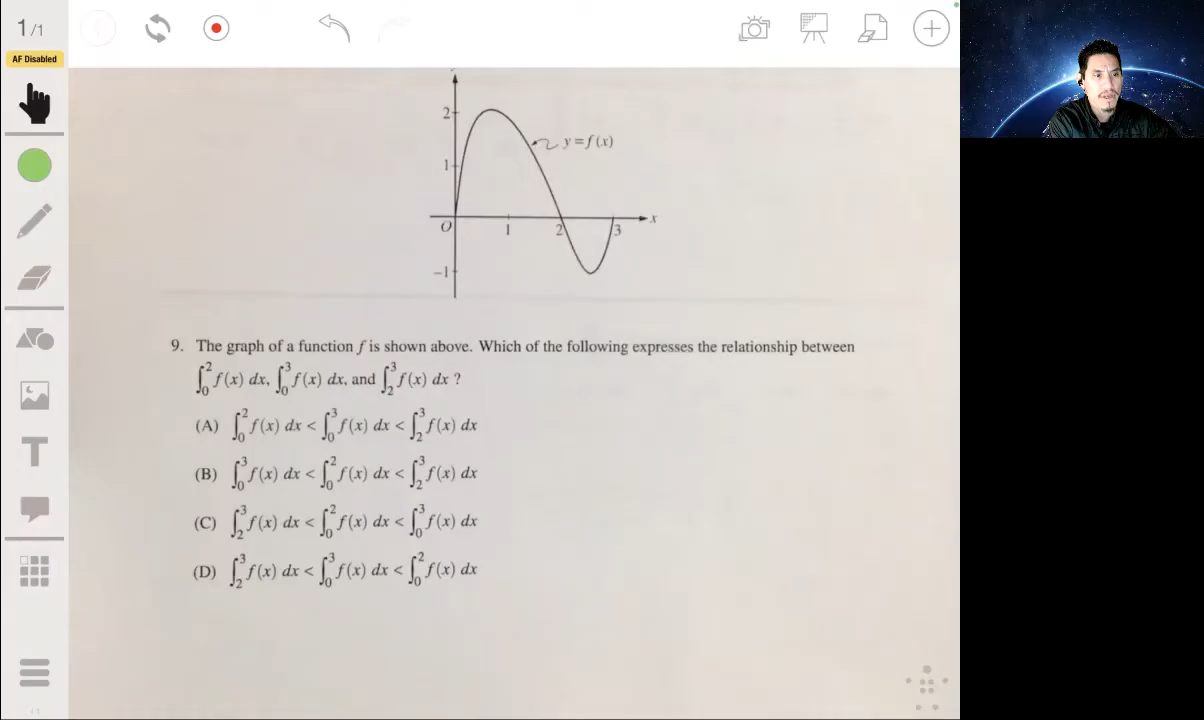 1/1
AF Disabled
T
2
y = f(x)
1
O 1 2 3 x
−1
9. The graph of a function f is shown above. Which of the following expresses the relationship between
∫₀² f(x) dx, ∫₀³ f(x) dx, and ∫₂³ f(x) dx ?
(A) ∫₀² f(x) dx < ∫₀³ f(x) dx < ∫₂³ f(x) dx
(B) ∫₀³ f(x) dx < ∫₀² f(x) dx < ∫₂³ f(x) dx
(C) ∫₂³ f(x) dx < ∫₀² f(x) dx < ∫₀³ f(x) dx
(D) ∫₂³ f(x) dx < ∫₀³ f(x) dx < ∫₀² f(x) dx